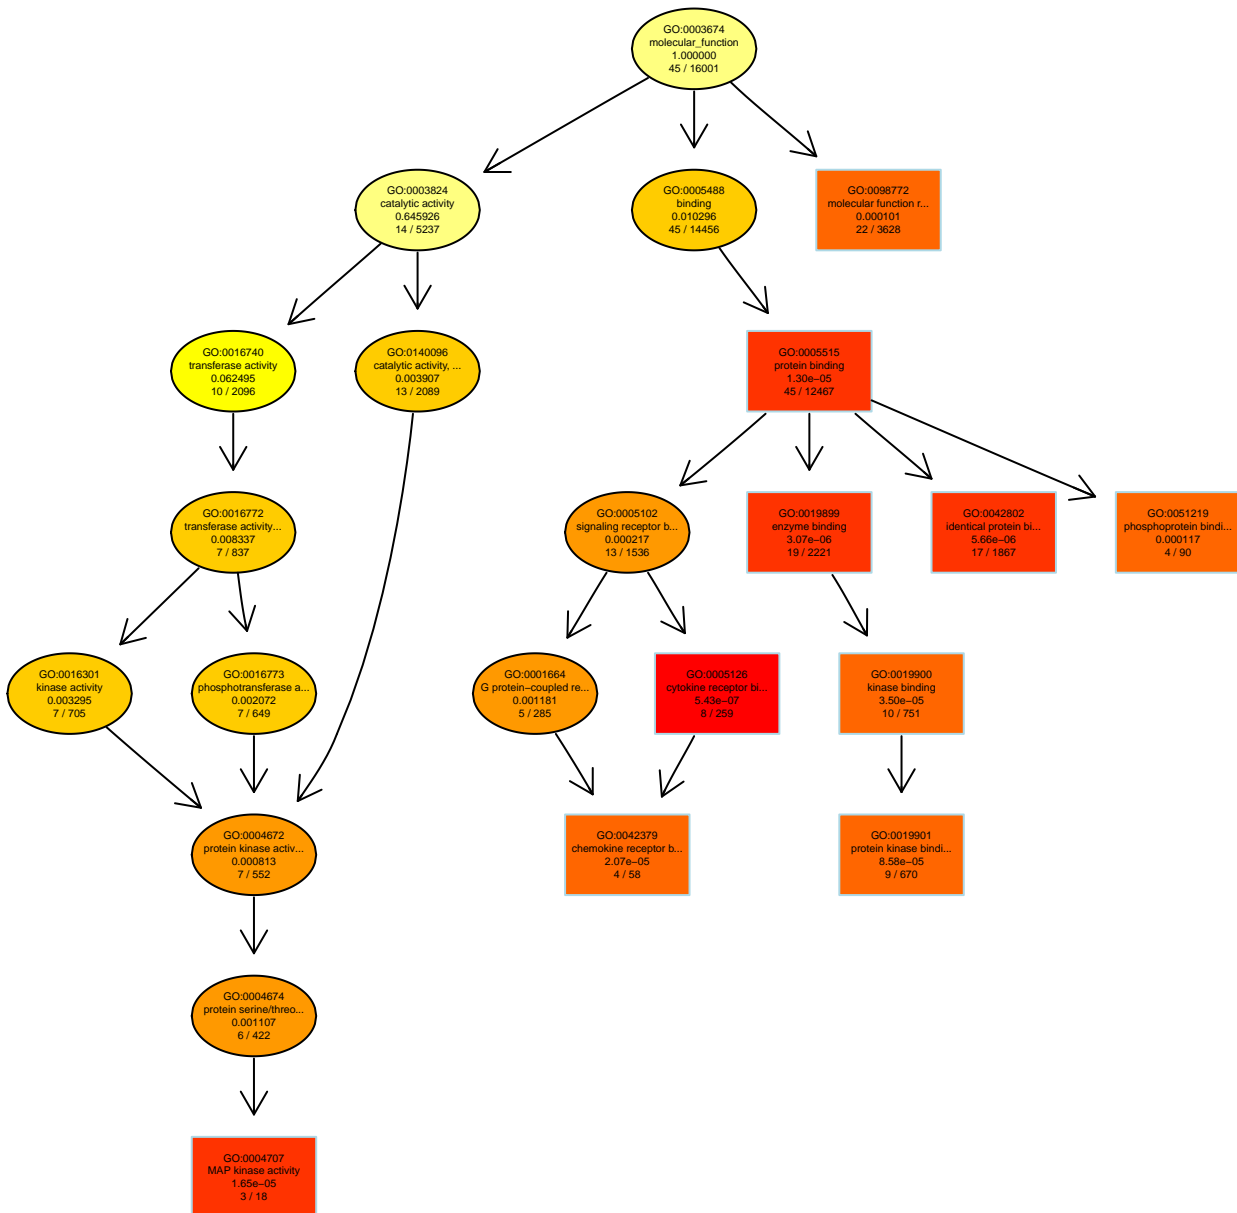 GO:0003674
molecular_function
1.000000
45 / 16001
GO:0003824
catalytic activity
0.645926
14 / 5237
GO:0005488
binding
0.010296
45 / 14456
GO:0098772
molecular function r...
0.000101
22 / 3628
GO:0016740
transferase activity
0.062495
10 / 2096
GO:0140096
catalytic activity, ...
0.003907
13 / 2089
GO:0005515
protein binding
1.30e−05
45 / 12467
GO:0016772
transferase activity...
0.008337
7 / 837
GO:0005102
signaling receptor b...
0.000217
13 / 1536
GO:0019899
enzyme binding
3.07e−06
19 / 2221
GO:0042802
identical protein bi...
5.66e−06
17 / 1867
GO:0051219
phosphoprotein bindi...
0.000117
4 / 90
GO:0016301
kinase activity
0.003295
7 / 705
GO:0016773
phosphotransferase a...
0.002072
7 / 649
GO:0001664
G protein−coupled re...
0.001181
5 / 285
GO:0005126
cytokine receptor bi...
5.43e−07
8 / 259
GO:0019900
kinase binding
3.50e−05
10 / 751
GO:0004672
protein kinase activ...
0.000813
7 / 552
GO:0042379
chemokine receptor b...
2.07e−05
4 / 58
GO:0019901
protein kinase bindi...
8.58e−05
9 / 670
GO:0004674
protein serine/threo...
0.001107
6 / 422
GO:0004707
MAP kinase activity
1.65e−05
3 / 18